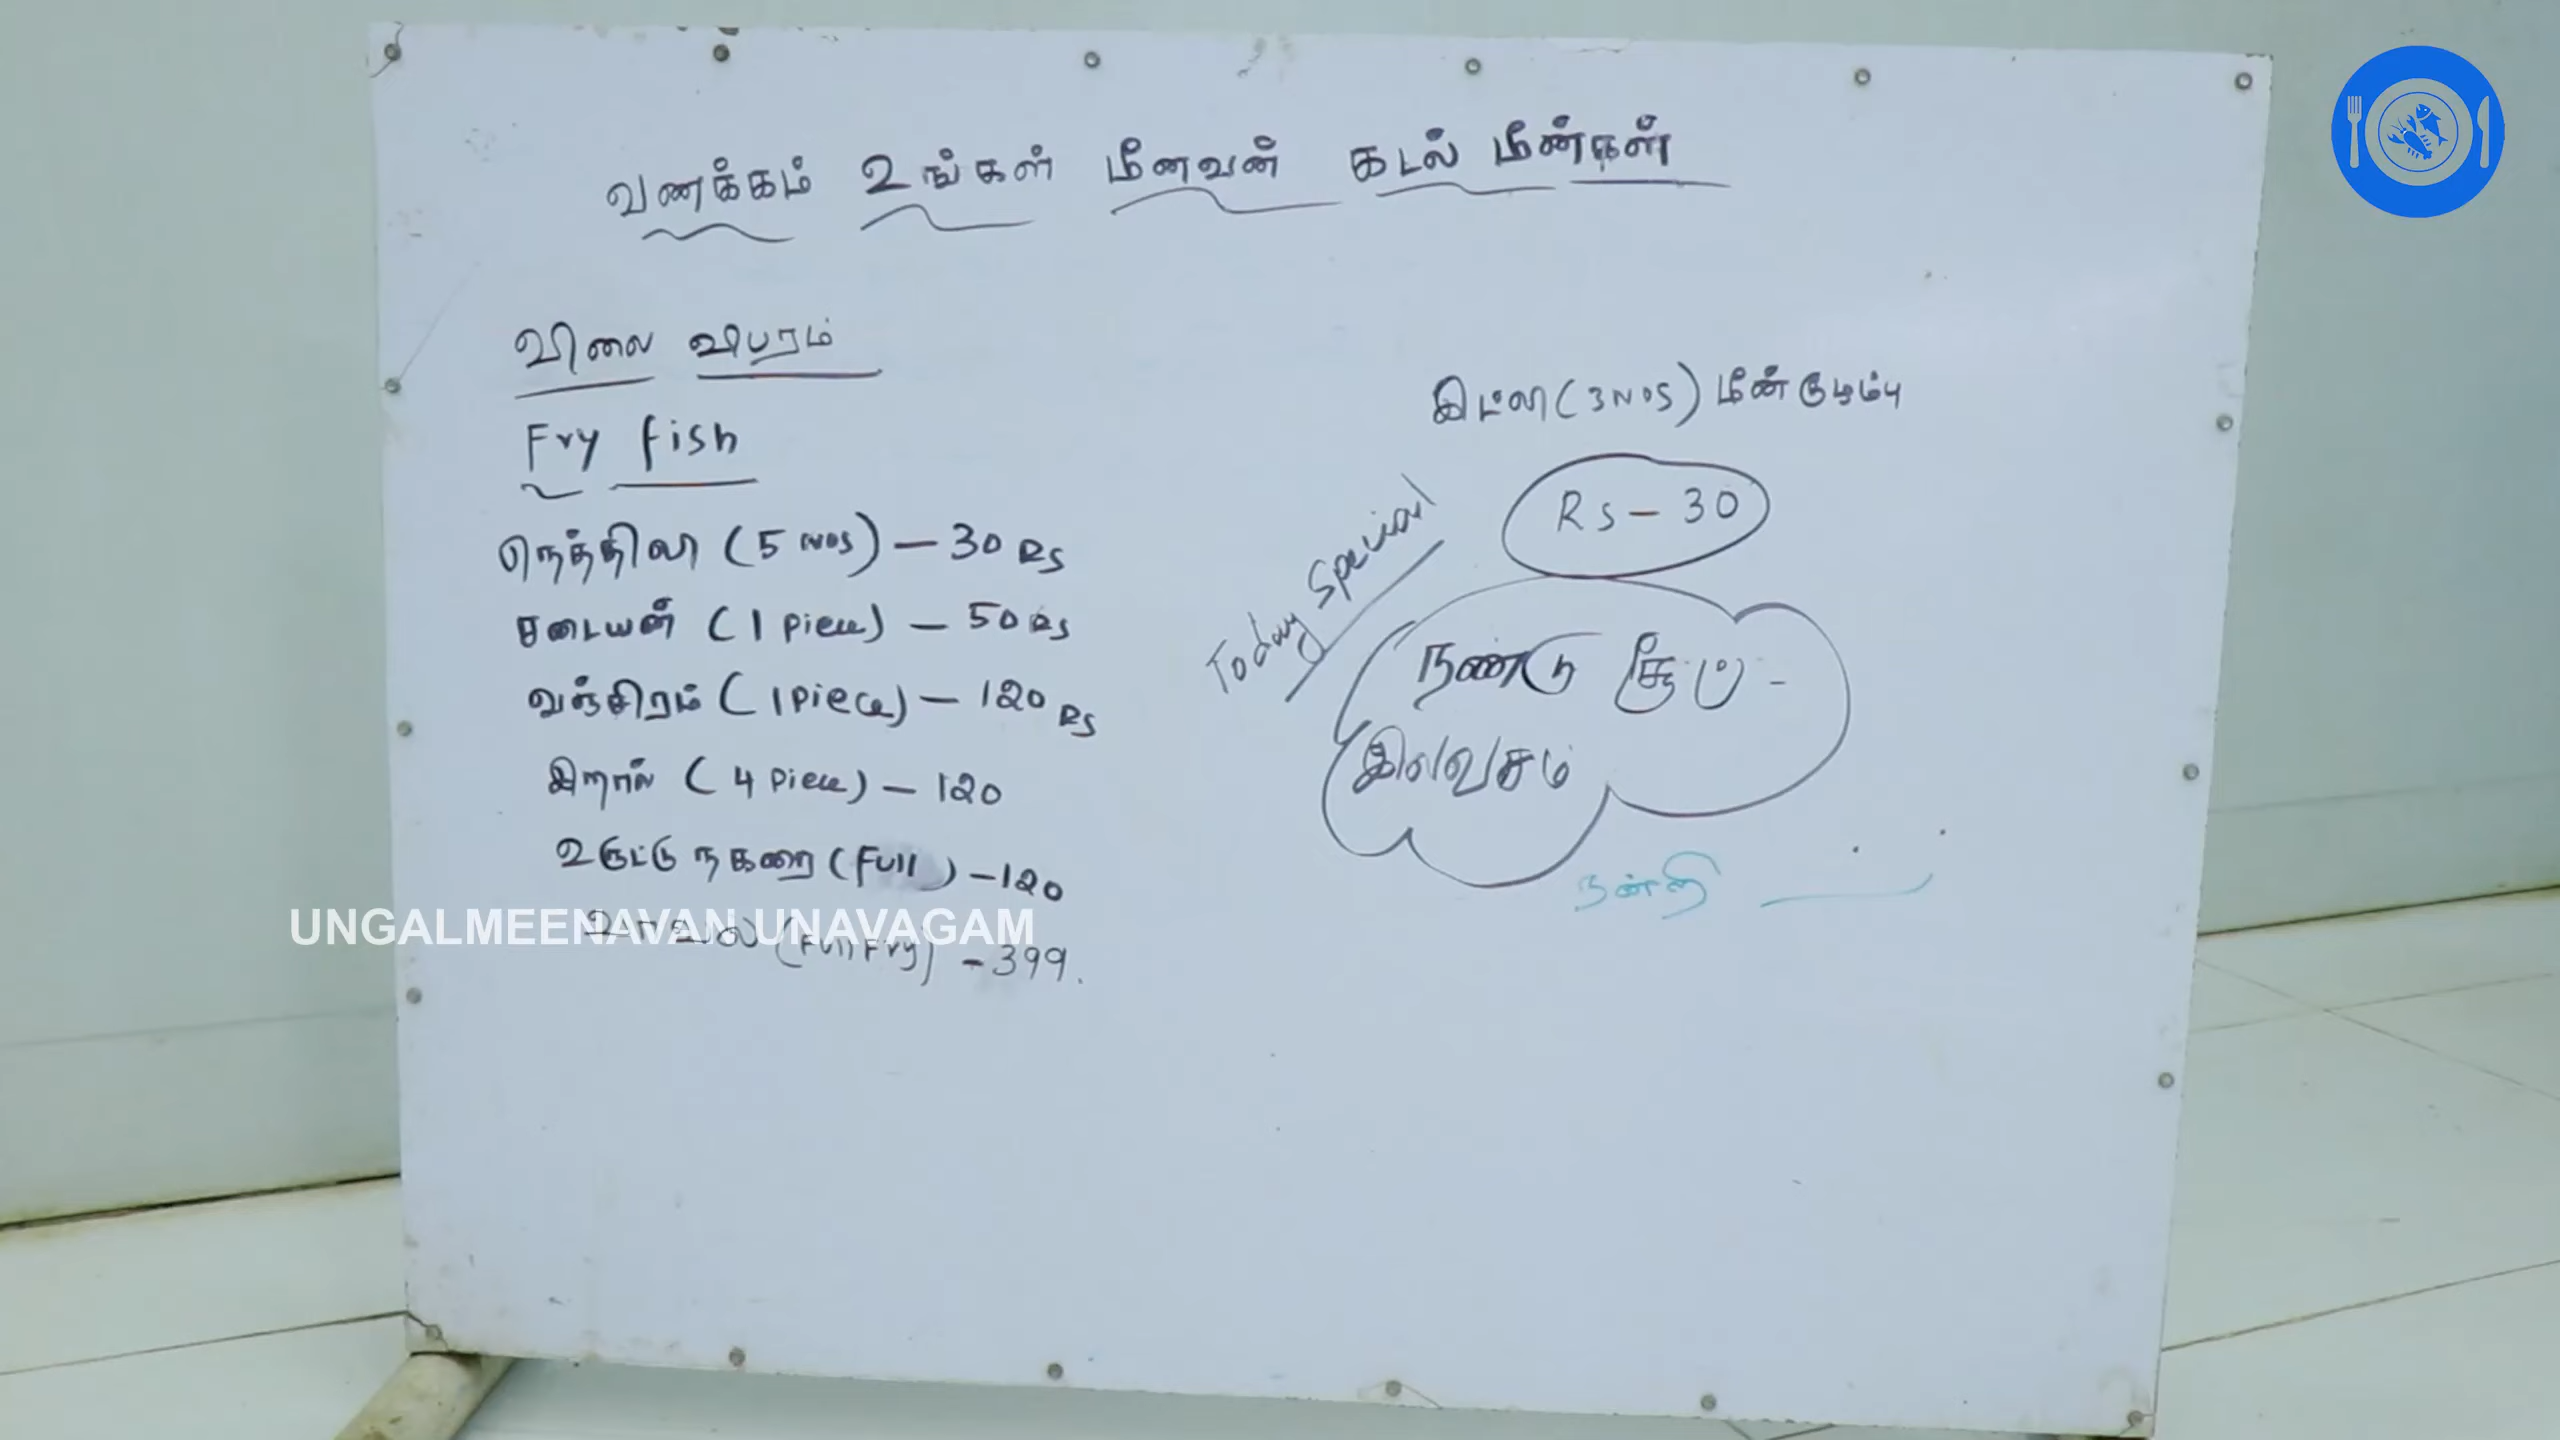 வணக்கம் உங்கள் மீனவன் கடல் மீன்கள்
விலை விபரம்
Fry fish
நெத்திலி (5 NOS) — 30 RS
சடையன் (1 Piece) — 50 RS
வஞ்சிரம் (1 Piece) — 120 RS
இறால் (4 Piece) — 120
உருட்டு நகரை (Full) — 120
(Full Fry) - 399.
இட்லி (3 NOS) மீன் குழம்பு
Rs — 30
Today Special
நண்டு சூப் -
இலவசம்
நன்றி
UNGALMEENAVAN UNAVAGAM